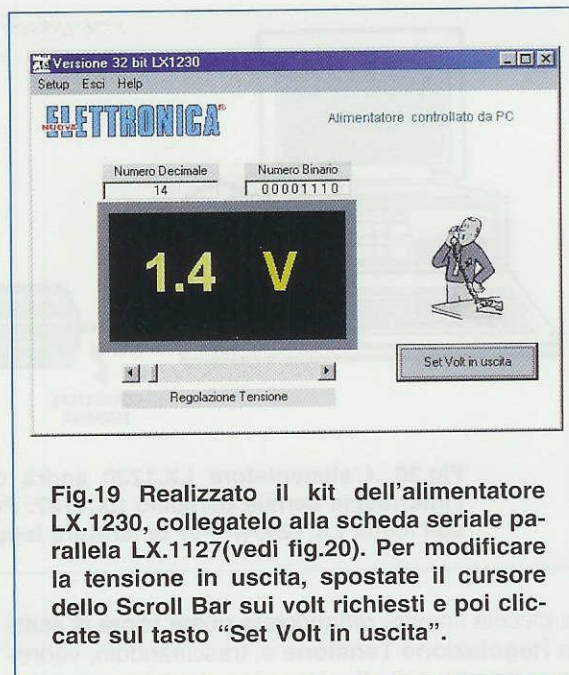 Versione 32 bit LX1230
Setup Esci Help
NUOVA ELETTRONICA
Alimentatore controllato da PC
Numero Decimale
Numero Binario
14
00001110
1.4 V
Set Volt in uscita
Regolazione Tensione
Fig.19 Realizzato il kit dell'alimentatore
LX.1230, collegatelo alla scheda seriale pa-
rallela LX.1127(vedi fig.20). Per modificare
la tensione in uscita, spostate il cursore
dello Scroll Bar sui volt richiesti e poi clic-
cate sul tasto “Set Volt in uscita”.